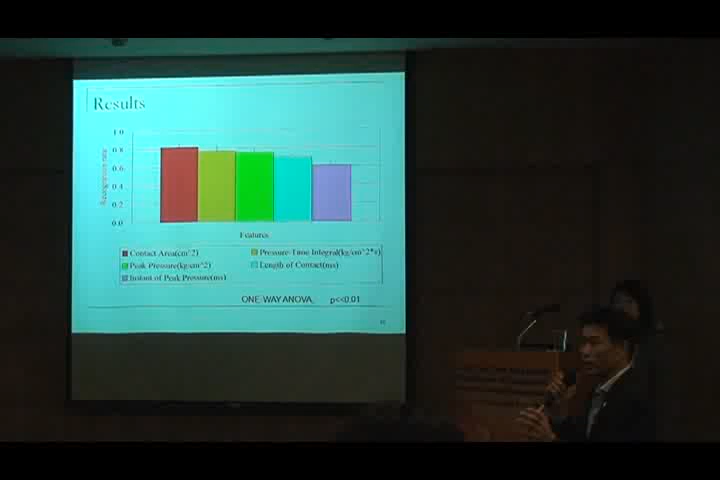 Results
1.0
0.8
0.6
0.4
0.2
0.0
Recognition rate
Features
Contact Area(cm^2)
Pressure-Time Integral(kg/cm^2*s)
Peak Pressure(kg/cm^2)
Length of Contact(ms)
Instant of Peak Pressure(ms)
ONE-WAY ANOVA, p<<0.01